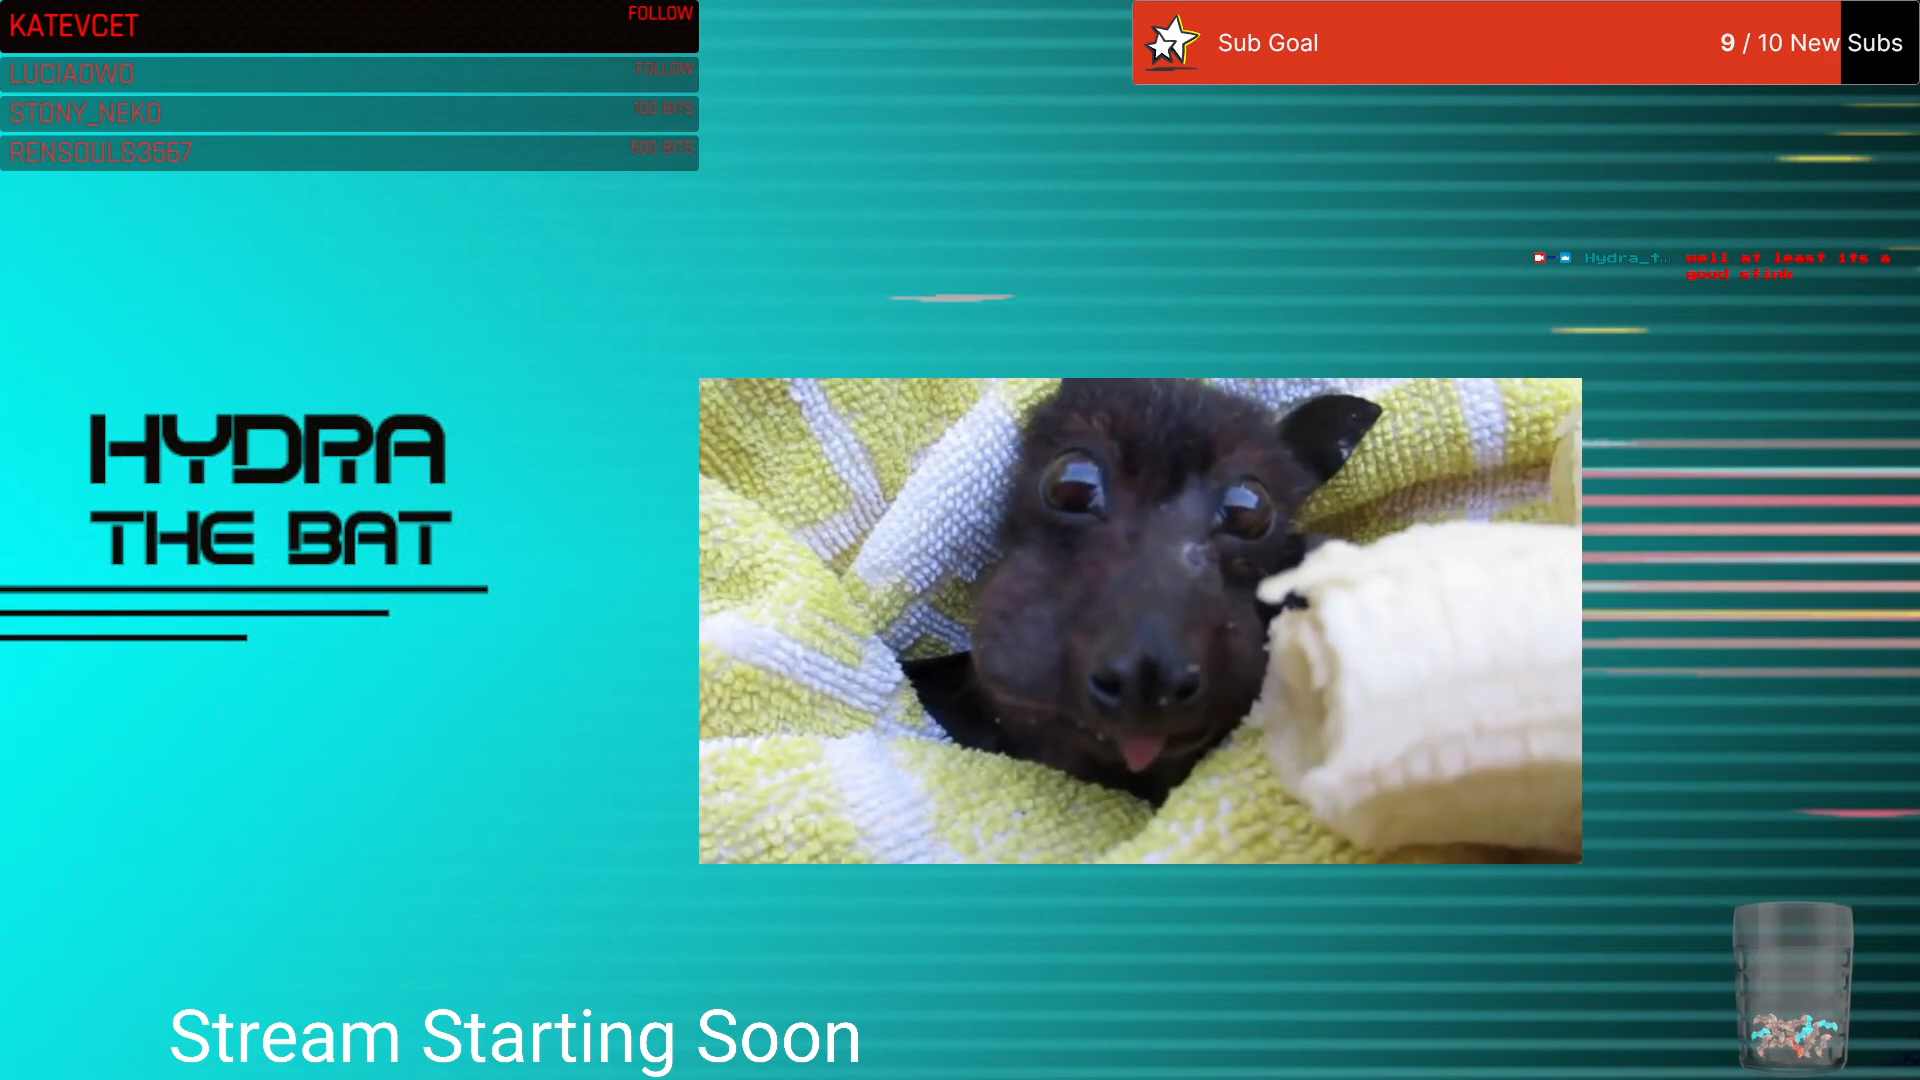 KATEVCET FOLLOW
LUCIAOWO FOLLOW
STONY_NEKO 100 BITS
RENSOULS3567 500 BITS
Sub Goal 9 / 10 New Subs
Hydra_t... well at least its a
good stink
HYDRA
THE BAT
Stream Starting Soon